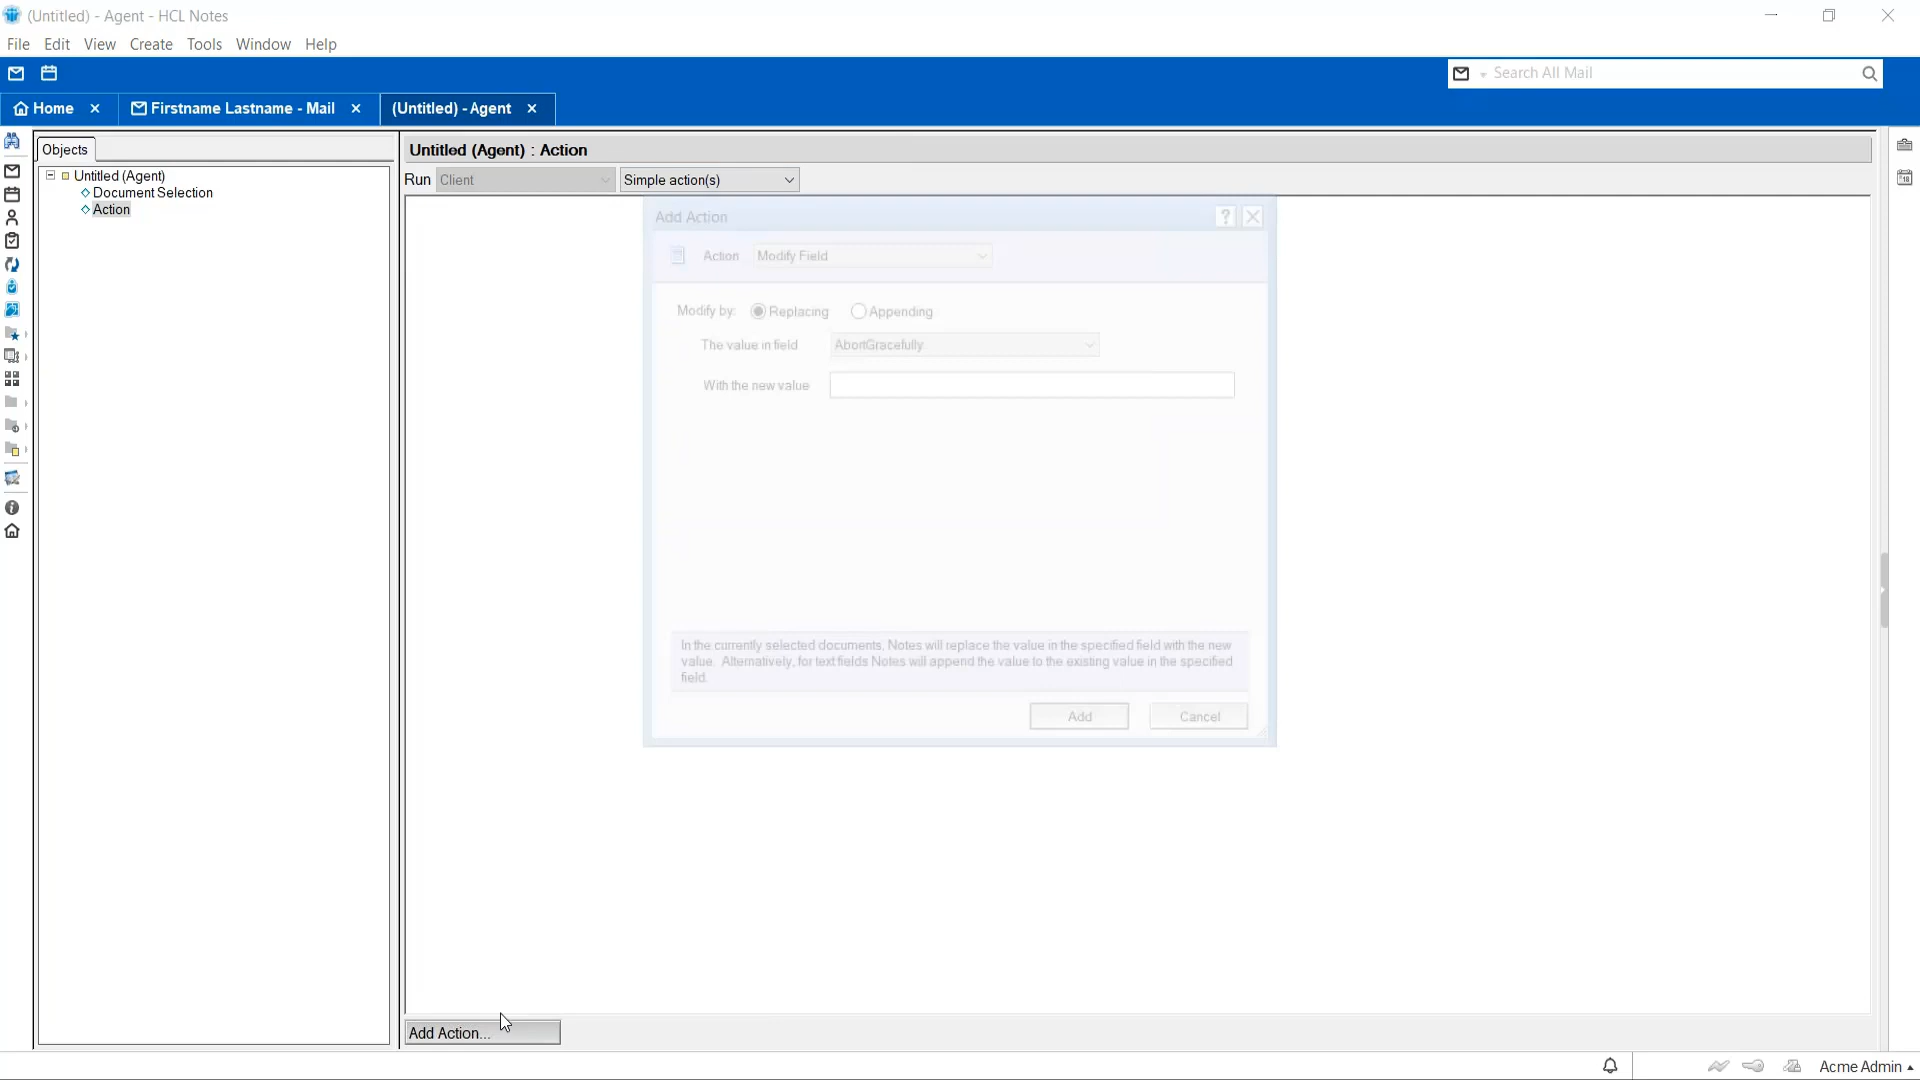 (Untitled) - Agent - HCL Notes
File Edit View Create Tools Window Help
Search All Mail
Home
Firstname Lastname - Mail
(Untitled) - Agent
Objects
Untitled (Agent)
Document Selection
Action
Untitled (Agent) : Action
Run Client Simple action(s)
Add Action
?
Action Modify Field
Modify by: Replacing Appending
The value in field AbortGracefully
With the new value
In the currently selected documents, Notes will replace the value in the specified field with the new
value. Alternatively, for text fields Notes will append the value to the existing value in the specified
field.
Add Cancel
Add Action...
Acme Admin